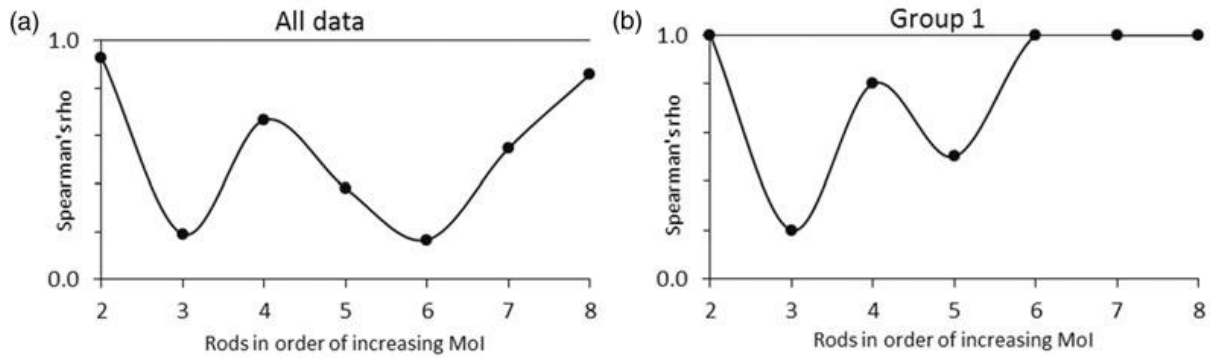 (a)
All data
1.0
Spearman's rho
0.0
2 3 4 5 6 7 8
Rods in order of increasing MoI
(b)
Group 1
1.0
Spearman's rho
0.0
2 3 4 5 6 7 8
Rods in order of increasing MoI